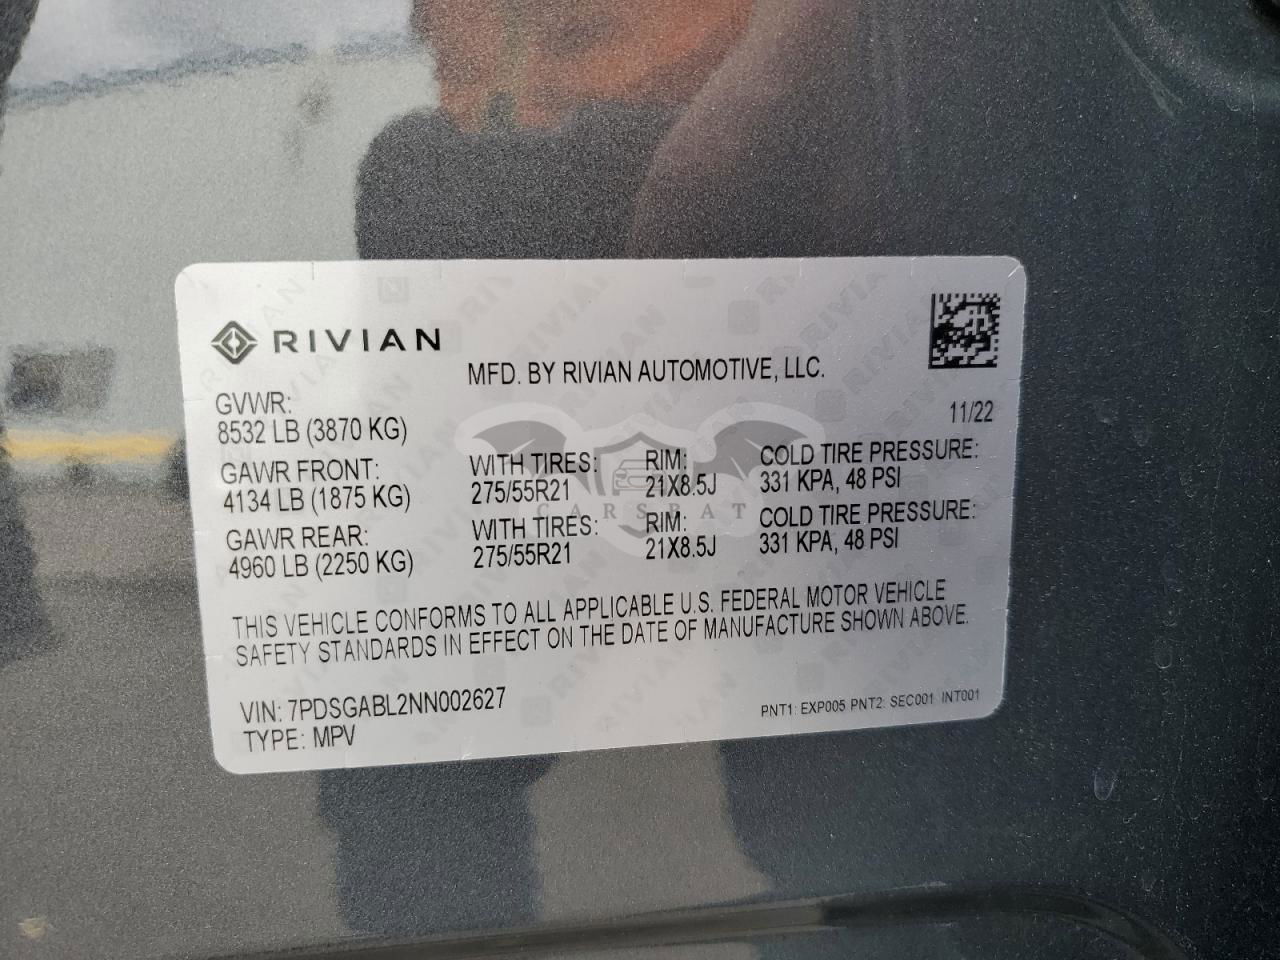 RIVIAN
MFD. BY RIVIAN AUTOMOTIVE, LLC.
11/22
GVWR:
8532 LB (3870 KG)
GAWR FRONT: WITH TIRES: RIM: COLD TIRE PRESSURE:
4134 LB (1875 KG) 275/55R21 21X8.5J 331 KPA, 48 PSI
CARSBAT
GAWR REAR: WITH TIRES: RIM: COLD TIRE PRESSURE:
4960 LB (2250 KG) 275/55R21 21X8.5J 331 KPA, 48 PSI
THIS VEHICLE CONFORMS TO ALL APPLICABLE U.S. FEDERAL MOTOR VEHICLE
SAFETY STANDARDS IN EFFECT ON THE DATE OF MANUFACTURE SHOWN ABOVE.
VIN: 7PDSGABL2NN002627
TYPE: MPV
PNT1: EXP005 PNT2: SEC001 INT001